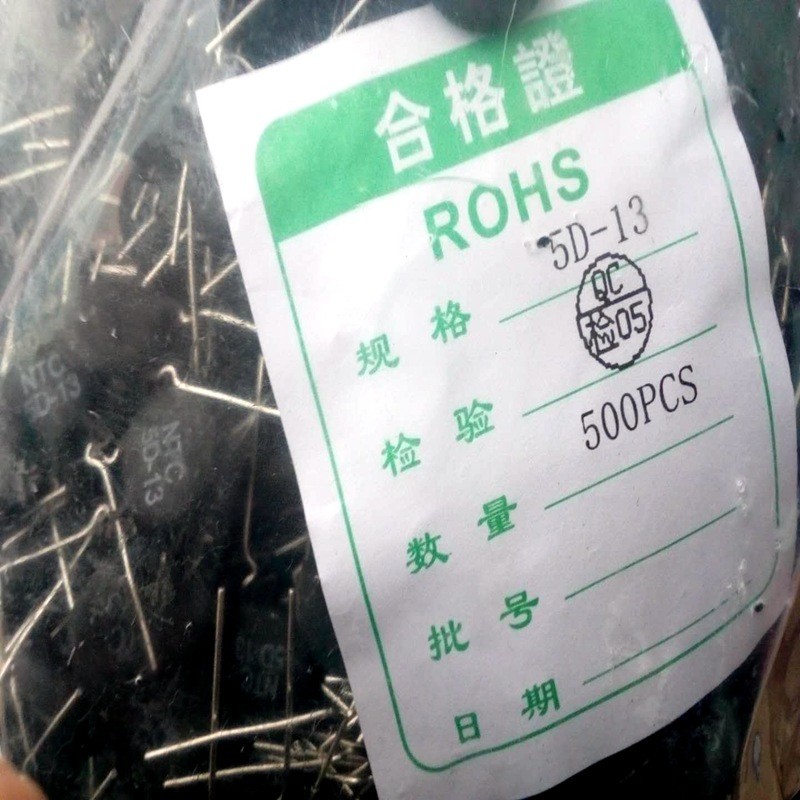 合格證
ROHS
规格 5D-13
检验 QC 检05
数量 500PCS
批号
日期
NTC
5D-13
NTC
5D-13